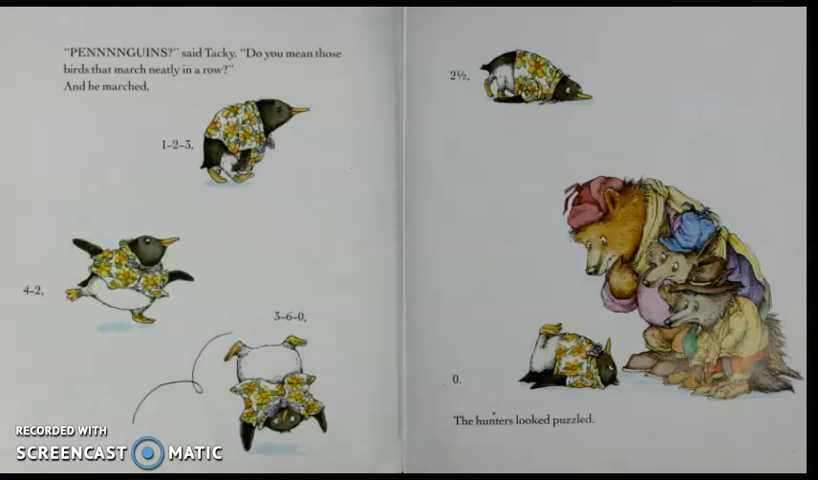 "PENNNNGUINS?" said Tacky. "Do you mean those
birds that march neatly in a row?"
And he marched,
1-2-3,
4-2,
3-6-0,
2½,
0.
The hunters looked puzzled.
RECORDED WITH
SCREENCAST MATIC